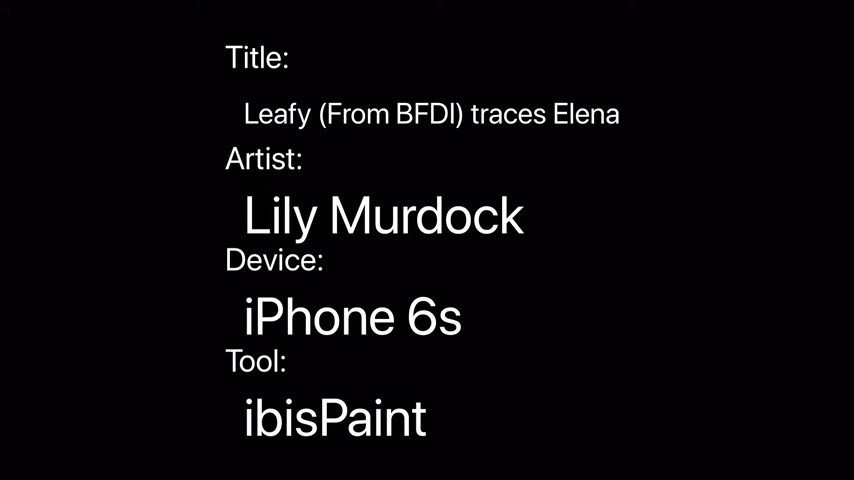 Title:
Leafy (From BFDI) traces Elena
Artist:
Lily Murdock
Device:
iPhone 6s
Tool:
ibisPaint